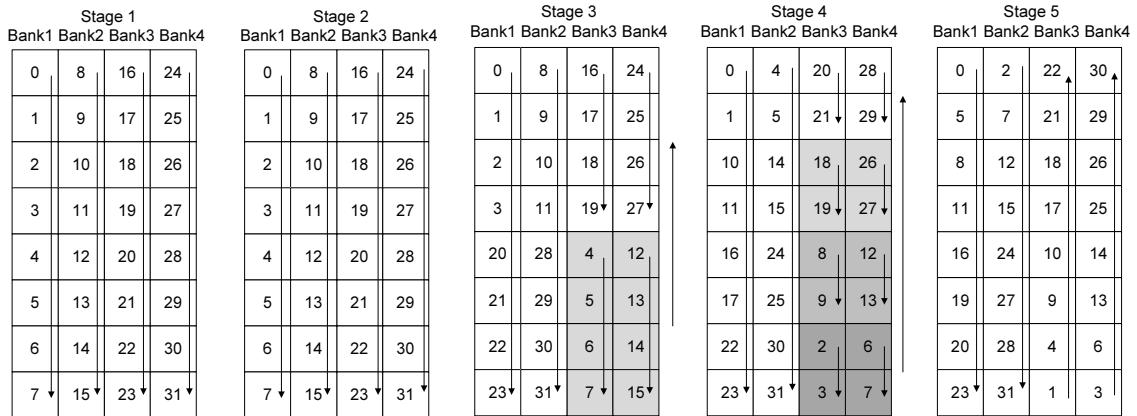 Stage 1 Stage 2 Stage 3 Stage 4 Stage 5
Bank1 Bank2 Bank3 Bank4 Bank1 Bank2 Bank3 Bank4 Bank1 Bank2 Bank3 Bank4 Bank1 Bank2 Bank3 Bank4 Bank1 Bank2 Bank3 Bank4
0 8 16 24 0 8 16 24 0 8 16 24 0 4 20 28 0 2 22 30
1 9 17 25 1 9 17 25 1 9 17 25 1 5 21 29 5 7 21 29
2 10 18 26 2 10 18 26 2 10 18 26 10 14 18 26 8 12 18 26
3 11 19 27 3 11 19 27 3 11 19 27 11 15 19 27 11 15 17 25
4 12 20 28 4 12 20 28 20 28 4 12 16 24 8 12 16 24 10 14
5 13 21 29 5 13 21 29 21 29 5 13 17 25 9 13 19 27 9 13
6 14 22 30 6 14 22 30 22 30 6 14 22 30 2 6 20 28 4 6
7 15 23 31 7 15 23 31 23 31 7 15 23 31 3 7 23 31 1 3